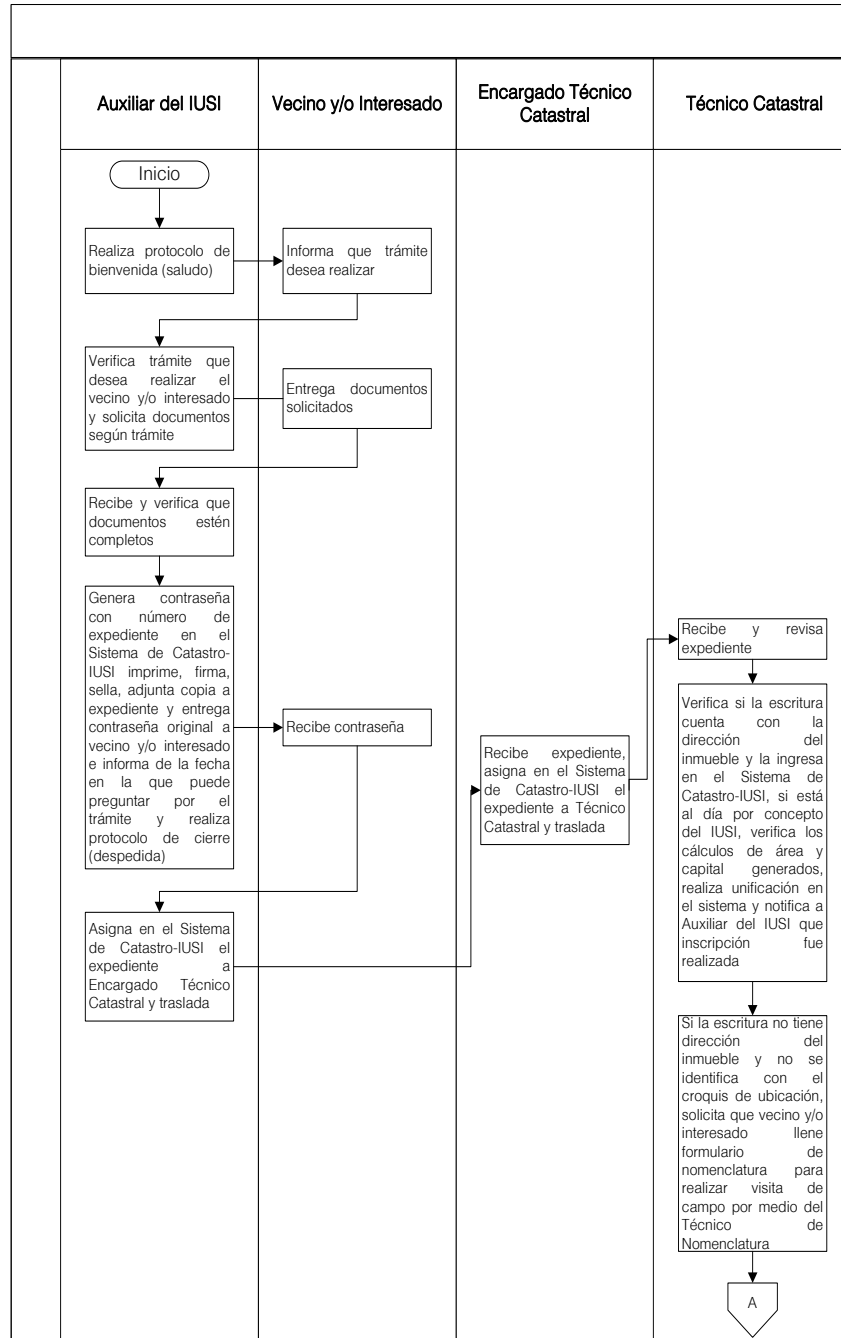 Auxiliar del IUSI
Vecino y/o Interesado
Encargado Técnico
Catastral
Técnico Catastral
Inicio
Realiza protocolo de
bienvenida (saludo)
Informa que trámite
desea realizar
Verifica trámite que
desea realizar el
vecino y/o interesado
y solicita documentos
según trámite
Entrega documentos
solicitados
Recibe y verifica que
documentos estén
completos
Genera contraseña
con número de
expediente en el
Sistema de Catastro-
IUSI imprime, firma,
sella, adjunta copia a
expediente y entrega
contraseña original a
vecino y/o interesado
e informa de la fecha
en la que puede
preguntar por el
trámite y realiza
protocolo de cierre
(despedida)
Recibe contraseña
Asigna en el Sistema
de Catastro-IUSI el
expediente a
Encargado Técnico
Catastral y traslada
Recibe expediente,
asigna en el Sistema
de Catastro-IUSI el
expediente a Técnico
Catastral y traslada
Recibe y revisa
expediente
Verifica si la escritura
cuenta con la
dirección del
inmueble y la ingresa
en el Sistema de
Catastro-IUSI, si está
al día por concepto
del IUSI, verifica los
cálculos de área y
capital generados,
realiza unificación en
el sistema y notifica a
Auxiliar del IUSI que
inscripción fue
realizada
Si la escritura no tiene
dirección del
inmueble y no se
identifica con el
croquis de ubicación,
solicita que vecino y/o
interesado llene
formulario de
nomenclatura para
realizar visita de
campo por medio del
Técnico de
Nomenclatura
A